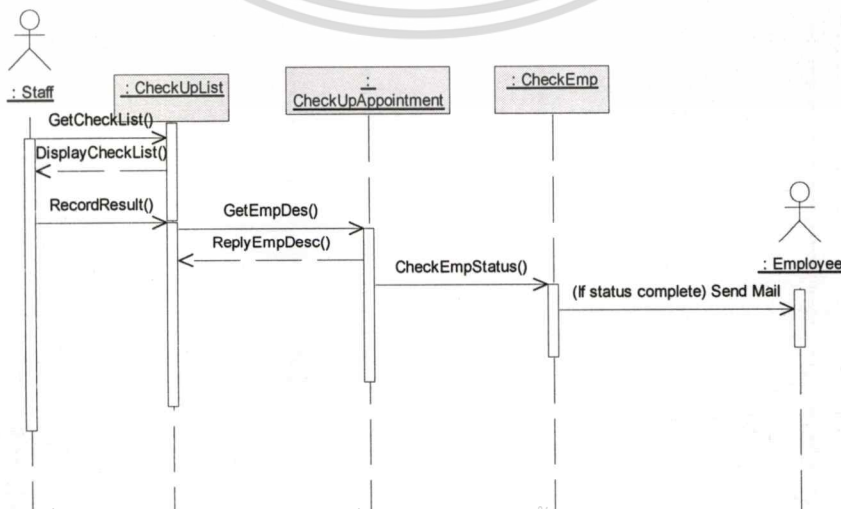 : Staff
: CheckUpList
:
CheckUpAppointment
: CheckEmp
GetCheckList()
DisplayCheckList()
RecordResult()
GetEmpDes()
ReplyEmpDesc()
CheckEmpStatus()
: Employee
(If status complete) Send Mail